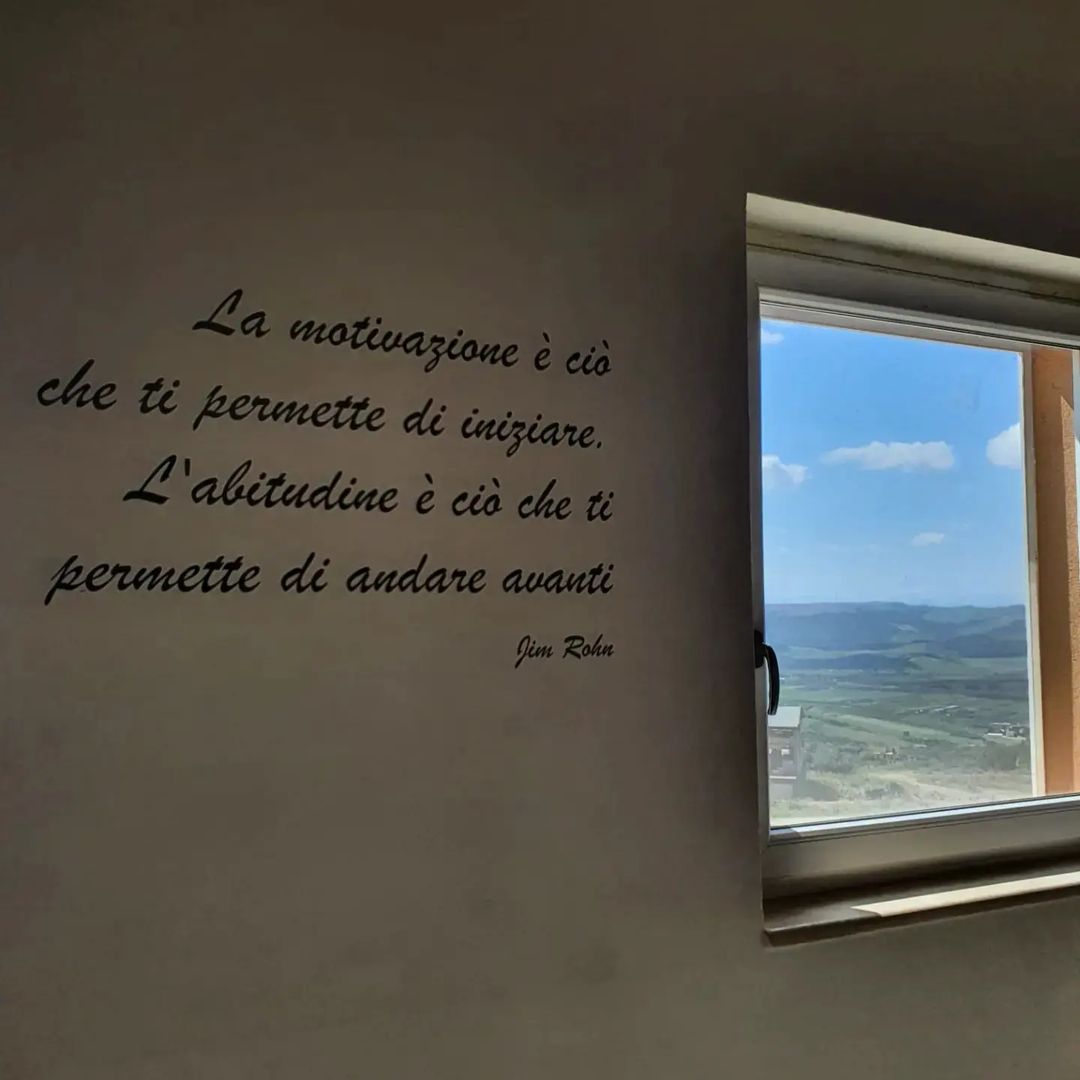 La motivazione è ciò
che ti permette di iniziare.
L'abitudine è ciò che ti
permette di andare avanti
Jim Rohn